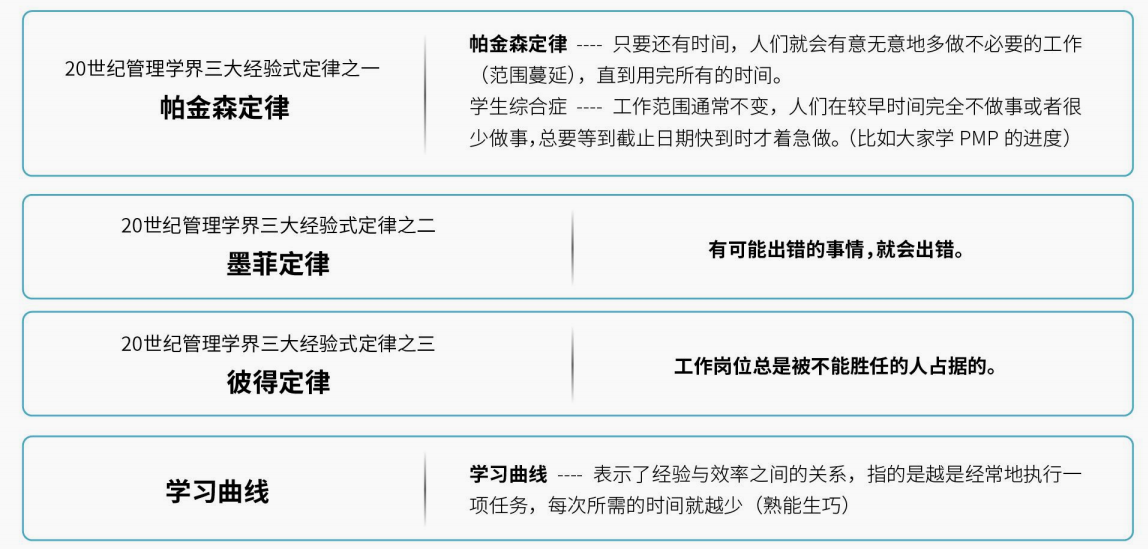 20世纪管理学界三大经验式定律之一
帕金森定律
帕金森定律 ---- 只要还有时间，人们就会有意无意地多做不必要的工作
（范围蔓延），直到用完所有的时间。
学生综合症 ---- 工作范围通常不变，人们在较早时间完全不做事或者很
少做事，总要等到截止日期快到时才着急做。（比如大家学 PMP 的进度）
20世纪管理学界三大经验式定律之二
墨菲定律
有可能出错的事情，就会出错。
20世纪管理学界三大经验式定律之三
彼得定律
工作岗位总是被不能胜任的人占据的。
学习曲线
学习曲线 ---- 表示了经验与效率之间的关系，指的是越是经常地执行一
项任务，每次所需的时间就越少（熟能生巧）